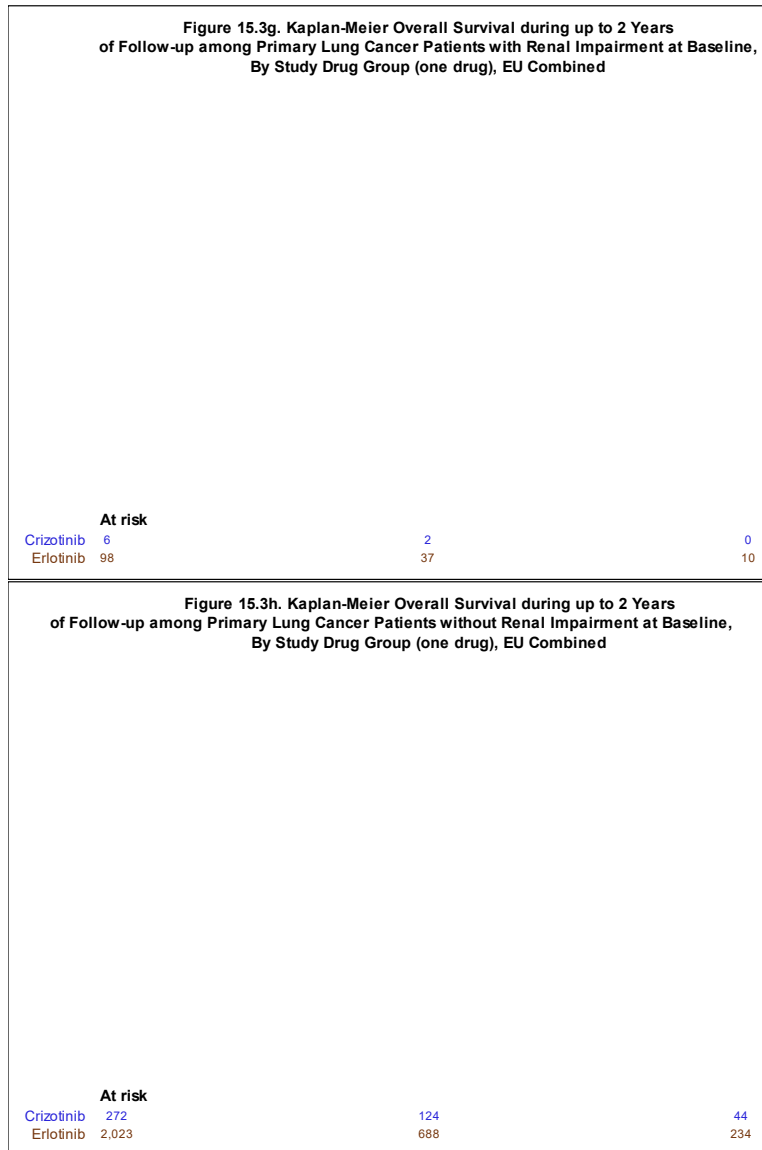 Figure 15.3g. Kaplan-Meier Overall Survival during up to 2 Years
of Follow-up among Primary Lung Cancer Patients with Renal Impairment at Baseline,
By Study Drug Group (one drug), EU Combined
At risk
Crizotinib 6 2 0
Erlotinib 98 37 10
Figure 15.3h. Kaplan-Meier Overall Survival during up to 2 Years
of Follow-up among Primary Lung Cancer Patients without Renal Impairment at Baseline,
By Study Drug Group (one drug), EU Combined
At risk
Crizotinib 272 124 44
Erlotinib 2,023 688 234